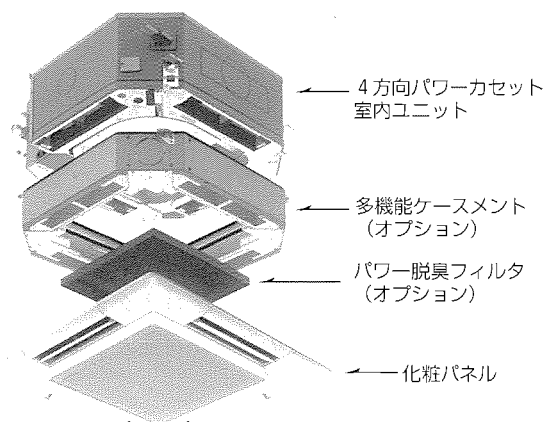 4方向パワーカセット
室内ユニット
多機能ケースメント
(オプション)
パワー脱臭フィルタ
(オプション)
化粧パネル